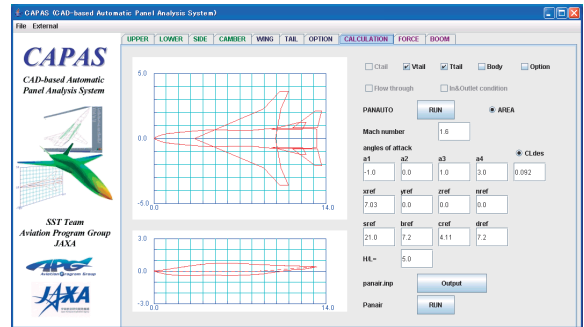 CAPAS (CAD-based Automatic Panel Analysis System)
File External
CAPAS
CAD-based Automatic
Panel Analysis System
SST Team
Aviation Program Group
JAXA
APG
Aviation Program Group
JAXA
UPPER LOWER SIDE CAMBER WING TAIL OPTION CALCULATION FORCE BOOM
5.0
0.0
-5.0
0.0 14.0
3.0
0.0
-3.0
0.0 14.0
Ctail Vtail Ttail Body Option
Flow through In&Outlet condition
PANAUTO RUN AREA
Mach number 1.6
angles of attack
CLdes
a1 a2 a3 a4
-1.0 0.0 1.0 3.0 0.092
xref yref zref nref
7.03 0.0 0.0 0.0
sref bref cref dref
21.0 7.2 4.11 7.2
H/L= 5.0
panair.inp Output
Panair RUN